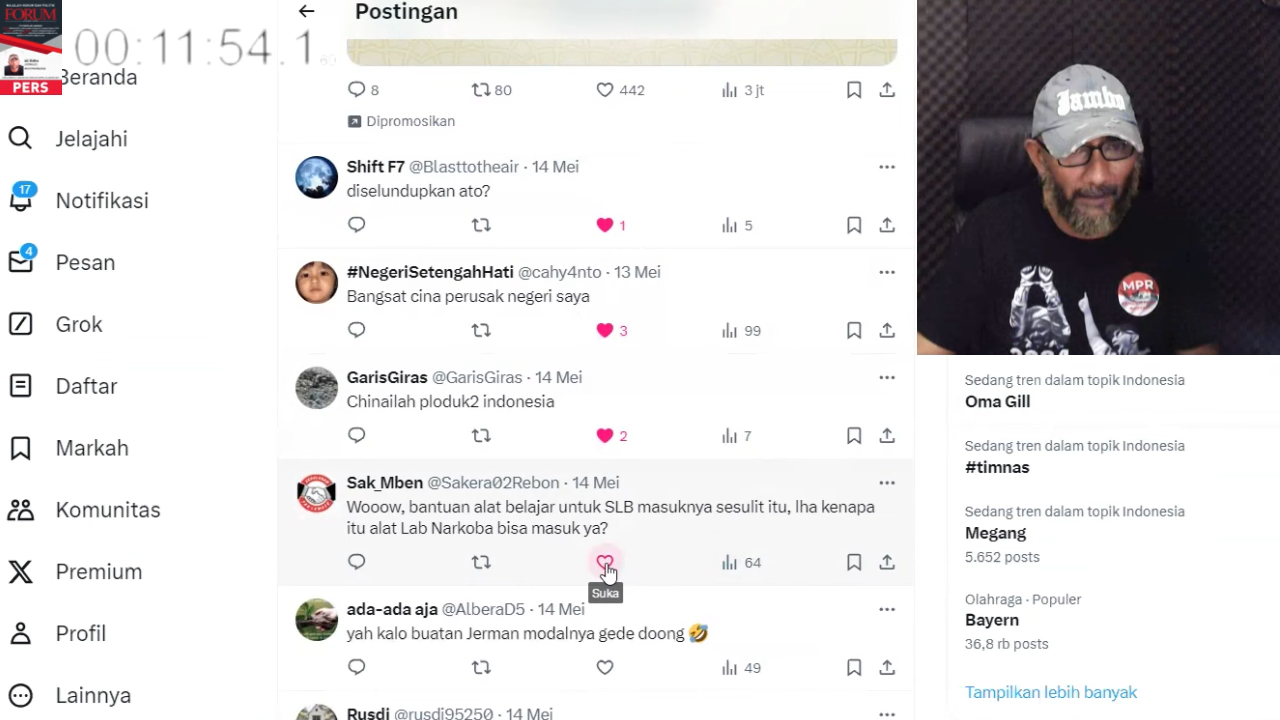 FORUM
PERS
00:11:54.1
60
Beranda
Jelajahi
17
Notifikasi
4
Pesan
Grok
Daftar
Markah
Komunitas
Premium
Profil
Lainnya
Postingan
8 80 442 3 jt
Dipromosikan
Shift F7 @Blasttotheair · 14 Mei
diselundupkan ato?
1 5
#NegeriSetengahHati @cahy4nto · 13 Mei
Bangsat cina perusak negeri saya
3 99
GarisGiras @GarisGiras · 14 Mei
Chinailah ploduk2 indonesia
2 7
Sak_Mben @Sakera02Rebon · 14 Mei
Wooow, bantuan alat belajar untuk SLB masuknya sesulit itu, lha kenapa
itu alat Lab Narkoba bisa masuk ya?
64
Suka
ada-ada aja @AlberaD5 · 14 Mei
yah kalo buatan Jerman modalnya gede doong 🤣
49
Rusdi @rusdi95250 · 14 Mei
Jambu
MPR
Sedang tren dalam topik Indonesia
Oma Gill
Sedang tren dalam topik Indonesia
#timnas
Sedang tren dalam topik Indonesia
Megang
5.652 posts
Olahraga · Populer
Bayern
36,8 rb posts
Tampilkan lebih banyak